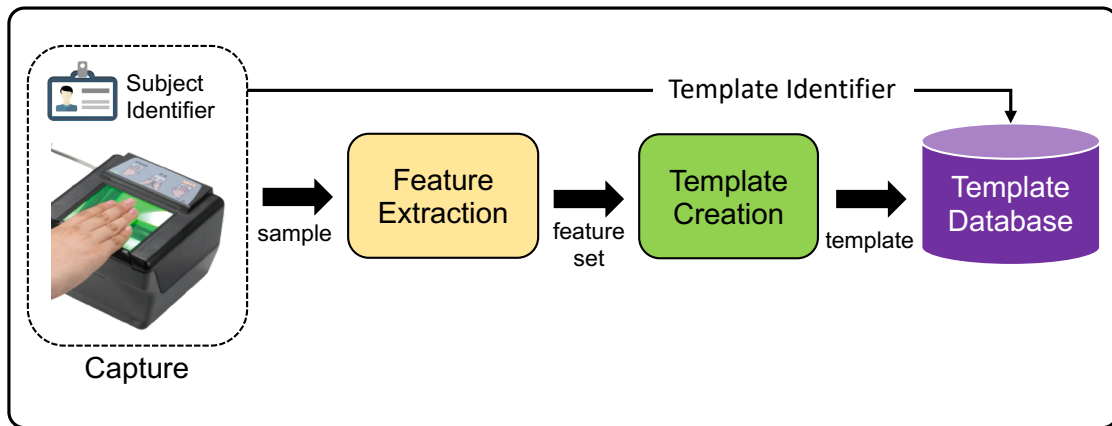 Subject
Identifier
Template Identifier
Feature
Extraction
Template
Creation
Template
Database
sample
feature
set
template
Capture